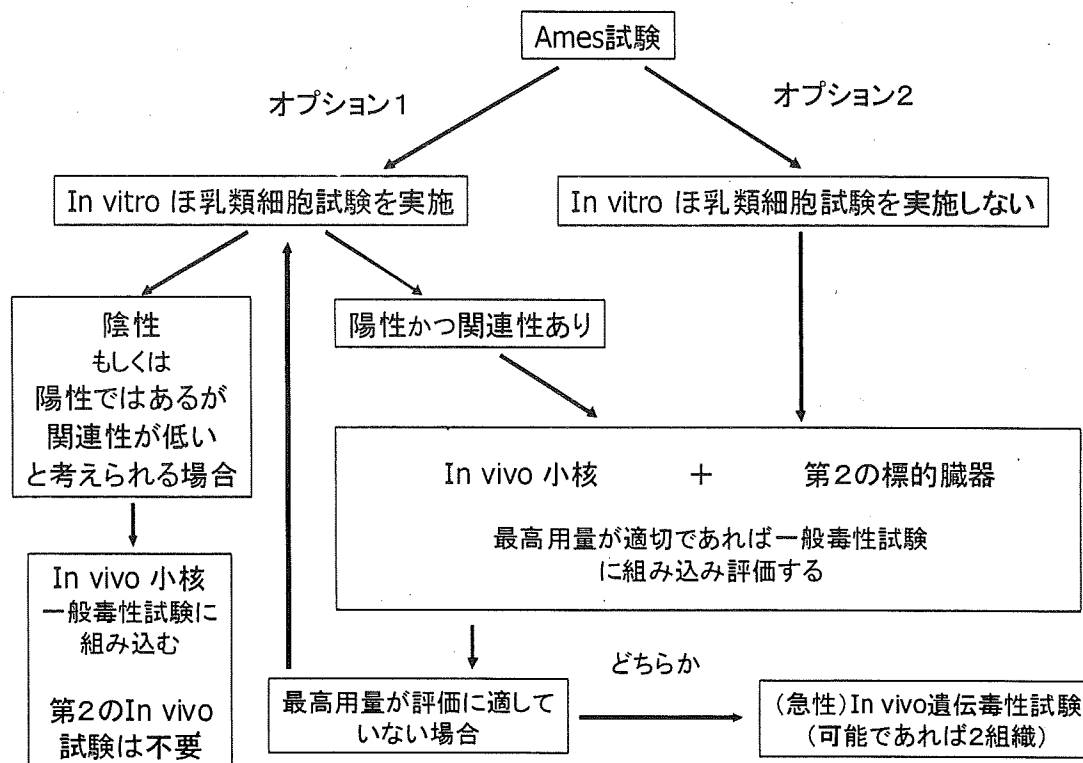 Ames試験
オプション1
オプション2
In vitro ほ乳類細胞試験を実施
In vitro ほ乳類細胞試験を実施しない
陰性
もしくは
陽性ではあるが
関連性が低い
と考えられる場合
陽性かつ関連性あり
In vivo 小核 + 第2の標的臓器
最高用量が適切であれば一般毒性試験
に組み込み評価する
In vivo 小核
一般毒性試験に
組み込む
第2のIn vivo
試験は不要
最高用量が評価に適して
いない場合
どちらか
(急性)In vivo遺伝毒性試験
(可能であれば2組織)